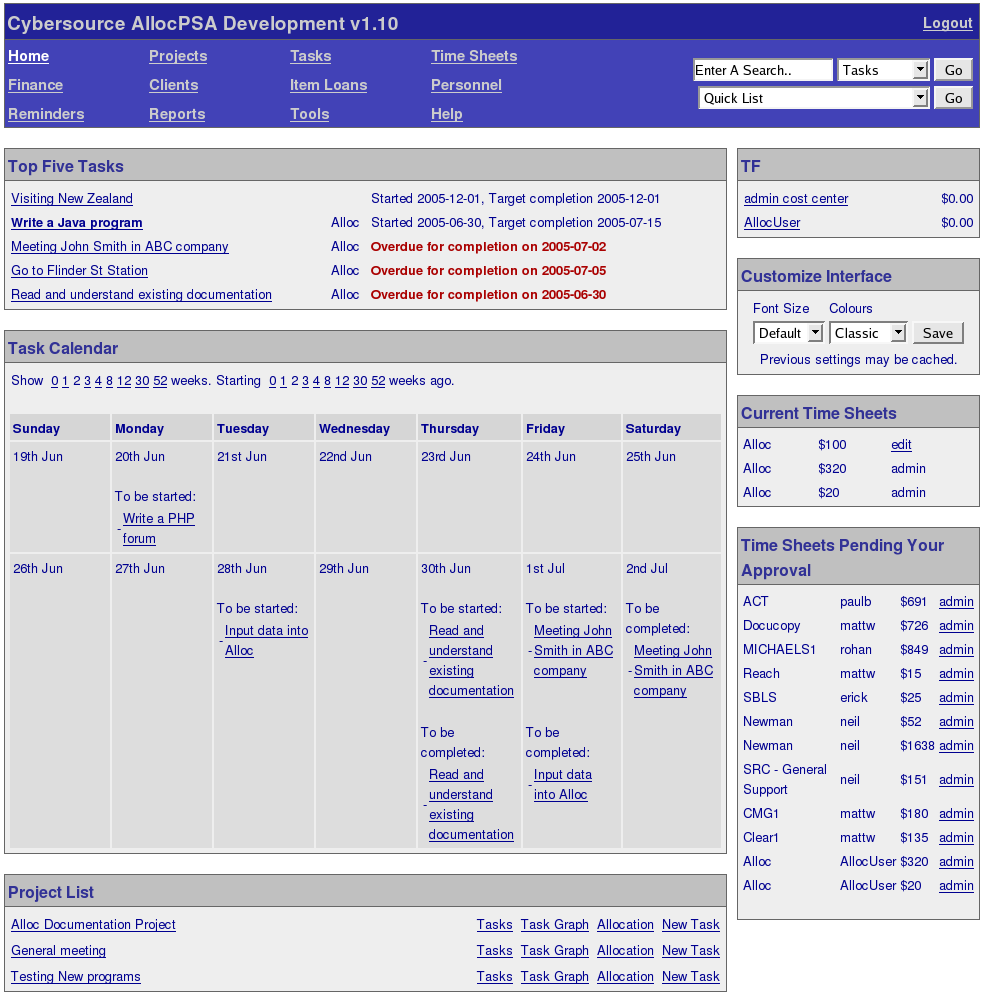 Cybersource AllocPSA Development v1.10 Logout
Home Projects Tasks Time Sheets
Enter A Search.. Tasks Go
Finance Clients Item Loans Personnel
Quick List Go
Reminders Reports Tools Help
Top Five Tasks
Visiting New Zealand Started 2005-12-01, Target completion 2005-12-01
Write a Java program Alloc Started 2005-06-30, Target completion 2005-07-15
Meeting John Smith in ABC company Alloc Overdue for completion on 2005-07-02
Go to Flinder St Station Alloc Overdue for completion on 2005-07-05
Read and understand existing documentation Alloc Overdue for completion on 2005-06-30
Task Calendar
Show 0 1 2 3 4 8 12 30 52 weeks. Starting 0 1 2 3 4 8 12 30 52 weeks ago.
Sunday Monday Tuesday Wednesday Thursday Friday Saturday
19th Jun 20th Jun 21st Jun 22nd Jun 23rd Jun 24th Jun 25th Jun
To be started:
- Write a PHP
forum
26th Jun 27th Jun 28th Jun 29th Jun 30th Jun 1st Jul 2nd Jul
To be started:
- Input data into
Alloc
To be started:
- Read and
understand
existing
documentation
To be
completed:
- Read and
understand
existing
documentation
To be started:
- Meeting John
Smith in ABC
company
To be
completed:
- Input data
into Alloc
To be
completed:
- Meeting John
Smith in ABC
company
Project List
Alloc Documentation Project Tasks Task Graph Allocation New Task
General meeting Tasks Task Graph Allocation New Task
Testing New programs Tasks Task Graph Allocation New Task
TF
admin cost center $0.00
AllocUser $0.00
Customize Interface
Font Size Colours
Default Classic Save
Previous settings may be cached.
Current Time Sheets
Alloc $100 edit
Alloc $320 admin
Alloc $20 admin
Time Sheets Pending Your
Approval
ACT paulb $691 admin
Docucopy mattw $726 admin
MICHAELS1 rohan $849 admin
Reach mattw $15 admin
SBLS erick $25 admin
Newman neil $52 admin
Newman neil $1638 admin
SRC - General
Support neil $151 admin
CMG1 mattw $180 admin
Clear1 mattw $135 admin
Alloc AllocUser $320 admin
Alloc AllocUser $20 admin